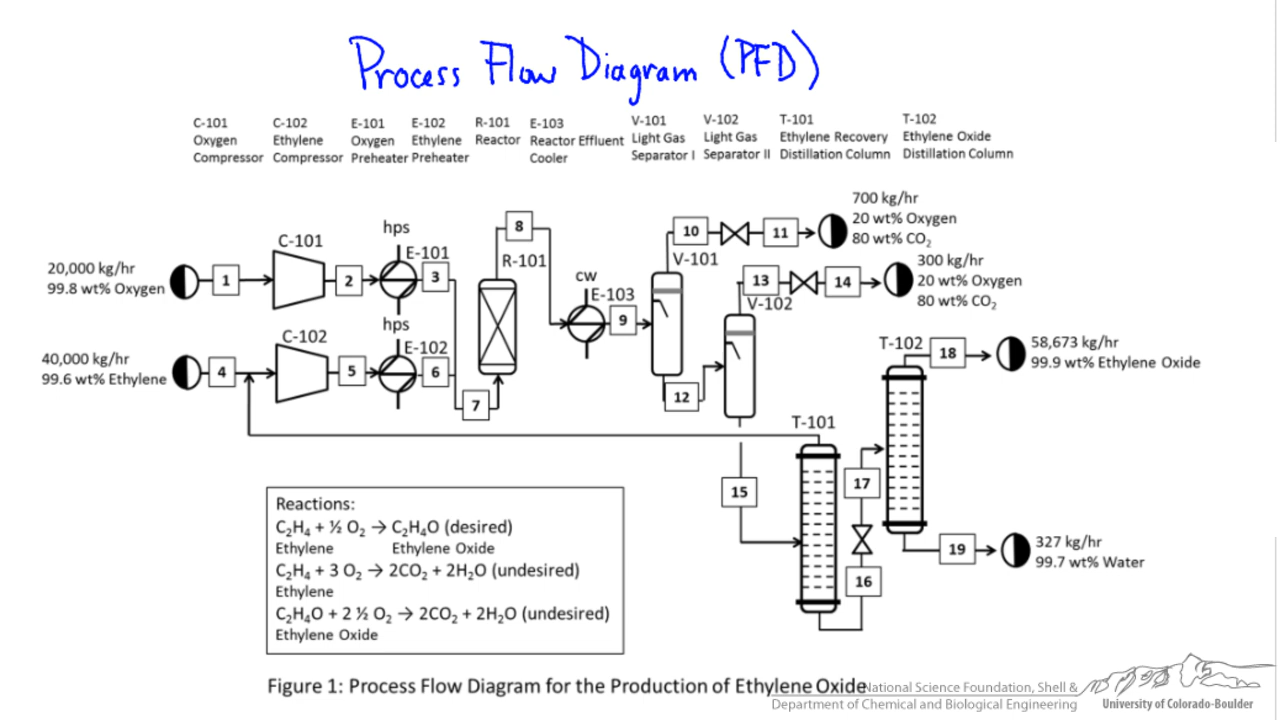 Process Flow Diagram (PFD)
C-101
Oxygen
Compressor
C-102
Ethylene
Compressor
E-101
Oxygen
Preheater
E-102
Ethylene
Preheater
R-101
Reactor
E-103
Reactor Effluent
Cooler
V-101
Light Gas
Separator I
V-102
Light Gas
Separator II
T-101
Ethylene Recovery
Distillation Column
T-102
Ethylene Oxide
Distillation Column
20,000 kg/hr
99.8 wt% Oxygen
1
C-101
2
hps
E-101
3
40,000 kg/hr
99.6 wt% Ethylene
4
C-102
5
hps
E-102
6
7
R-101
8
cw
E-103
9
V-101
10
11
700 kg/hr
20 wt% Oxygen
80 wt% CO₂
12
V-102
13
14
300 kg/hr
20 wt% Oxygen
80 wt% CO₂
15
T-101
16
17
T-102
18
58,673 kg/hr
99.9 wt% Ethylene Oxide
19
327 kg/hr
99.7 wt% Water
Reactions:
C₂H₄ + ½ O₂ → C₂H₄O (desired)
Ethylene Ethylene Oxide
C₂H₄ + 3 O₂ → 2CO₂ + 2H₂O (undesired)
Ethylene
C₂H₄O + 2 ½ O₂ → 2CO₂ + 2H₂O (undesired)
Ethylene Oxide
Figure 1: Process Flow Diagram for the Production of Ethylene Oxide
National Science Foundation, Shell &
Department of Chemical and Biological Engineering
University of Colorado-Boulder